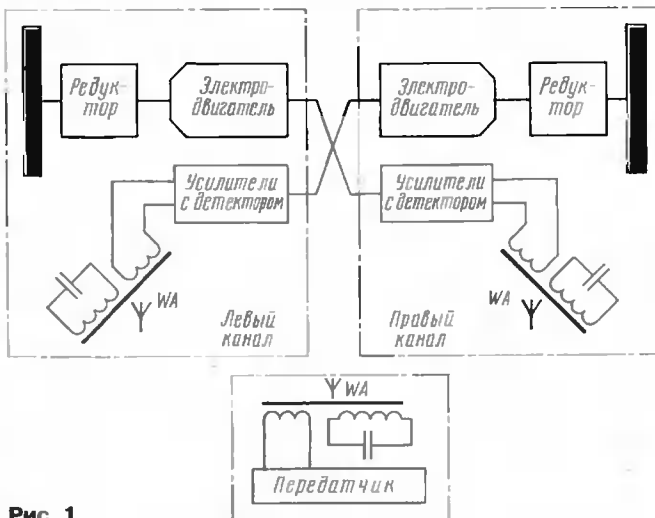 Редук-
тор
Электро-
двигатель
Электро-
двигатель
Редук-
тор
Усилители
с детектором
Усилители
с детектором
WA
Левый
канал
Правый
канал
WA
WA
Передатчик
Рис. 1